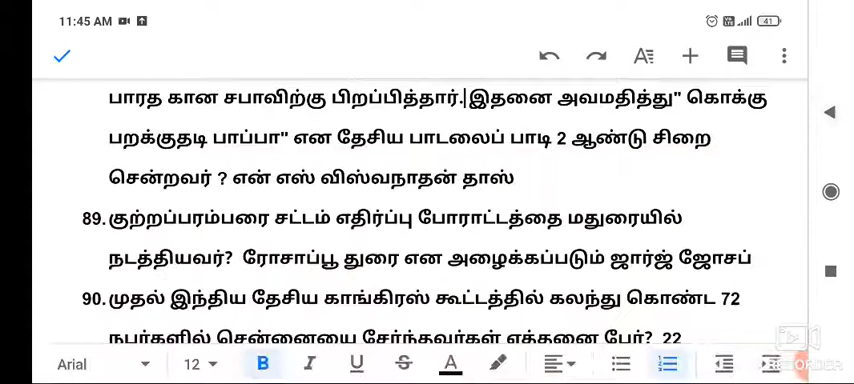 11:45 AM
41
பாரத கான சபாவிற்கு பிறப்பித்தார்.இதனை அவமதித்து" கொக்கு
பறக்குதடி பாப்பா" என தேசிய பாடலைப் பாடி 2 ஆண்டு சிறை
சென்றவர் ? என் எஸ் விஸ்வநாதன் தாஸ்
89. குற்றப்பரம்பரை சட்டம் எதிர்ப்பு போராட்டத்தை மதுரையில்
நடத்தியவர்? ரோசாப்பூ துரை என அழைக்கப்படும் ஜார்ஜ் ஜோசப்
90. முதல் இந்திய தேசிய காங்கிரஸ் கூட்டத்தில் கலந்து கொண்ட 72
நபர்களில் சென்னையை சேர்ந்தவர்கள் எத்தனை பேர்? 22
Arial 12 B I U S A